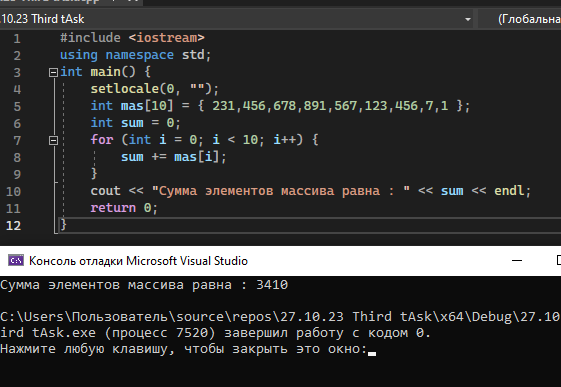 .10.23 Third tAsk (Глобальна
1 #include <iostream>
2 using namespace std;
3 int main() {
4 setlocale(0, "");
5 int mas[10] = { 231,456,678,891,567,123,456,7,1 };
6 int sum = 0;
7 for (int i = 0; i < 10; i++) {
8 sum += mas[i];
9 }
10 cout << "Сумма элементов массива равна : " << sum << endl;
11 return 0;
12 }
Консоль отладки Microsoft Visual Studio
Сумма элементов массива равна : 3410
C:\Users\Пользователь\source\repos\27.10.23 Third tAsk\x64\Debug\27.10
ird tAsk.exe (процесс 7520) завершил работу с кодом 0.
Нажмите любую клавишу, чтобы закрыть это окно: